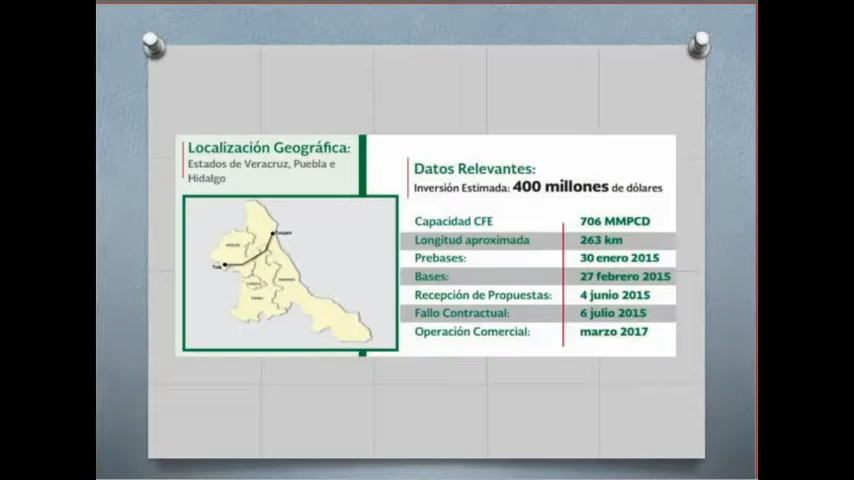 Localización Geográfica:
Estados de Veracruz, Puebla e
Hidalgo
Tuxpan
Tula
Datos Relevantes:
Inversión Estimada: 400 millones de dólares
Capacidad CFE 706 MMPCD
Longitud aproximada 263 km
Prebases: 30 enero 2015
Bases: 27 febrero 2015
Recepción de Propuestas: 4 junio 2015
Fallo Contractual: 6 julio 2015
Operación Comercial: marzo 2017